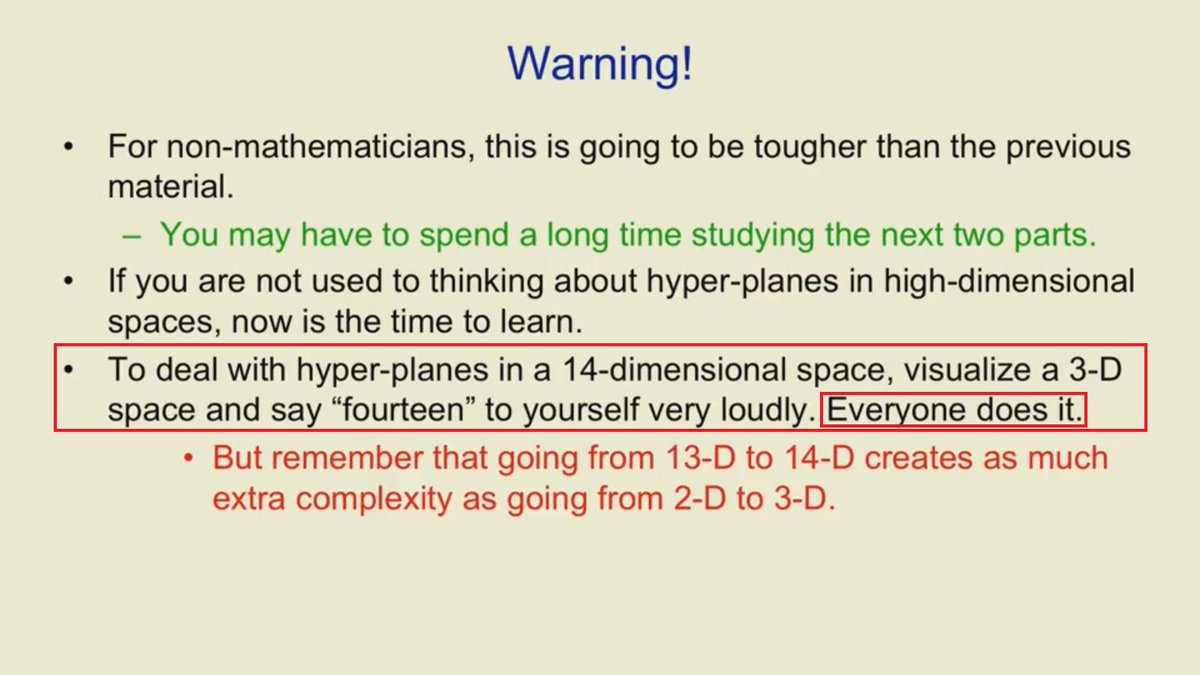 Warning!
• For non-mathematicians, this is going to be tougher than the previous
material.
– You may have to spend a long time studying the next two parts.
• If you are not used to thinking about hyper-planes in high-dimensional
spaces, now is the time to learn.
• To deal with hyper-planes in a 14-dimensional space, visualize a 3-D
space and say “fourteen” to yourself very loudly. Everyone does it.
• But remember that going from 13-D to 14-D creates as much
extra complexity as going from 2-D to 3-D.